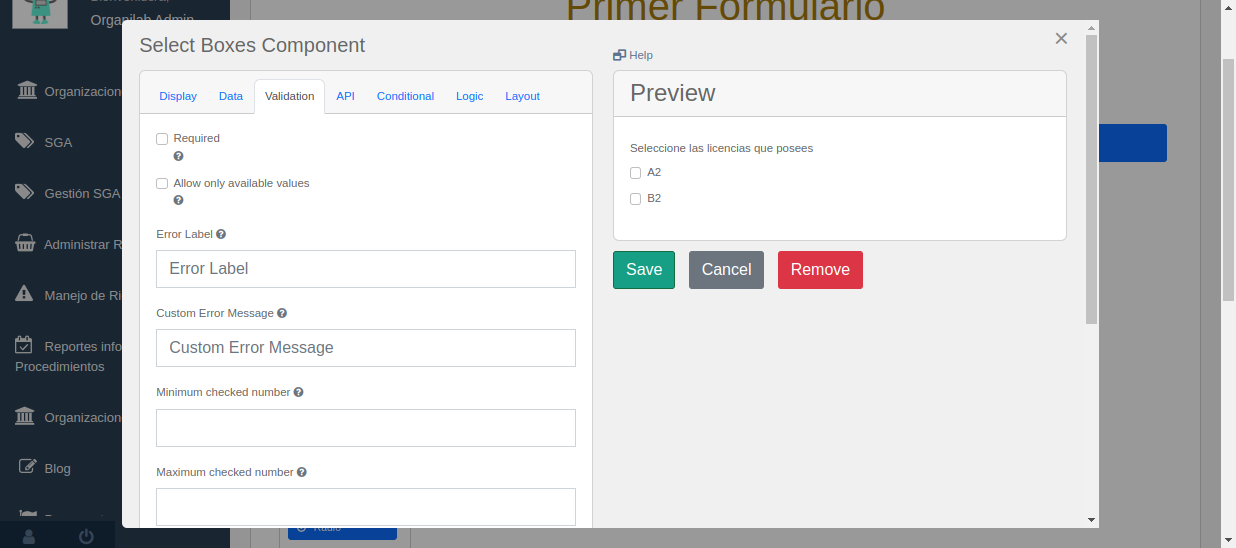 Organilab Admin
Primer Formulario
Organizacion
SGA
Gestión SGA
Administrar R
Manejo de Ri
Reportes info
Procedimientos
Organizacion
Blog
Select Boxes Component
×
Help
Display Data Validation API Conditional Logic Layout
Required
Allow only available values
Error Label
Error Label
Custom Error Message
Custom Error Message
Minimum checked number
Maximum checked number
Preview
Seleccione las licencias que posees
A2
B2
Save Cancel Remove
Radio